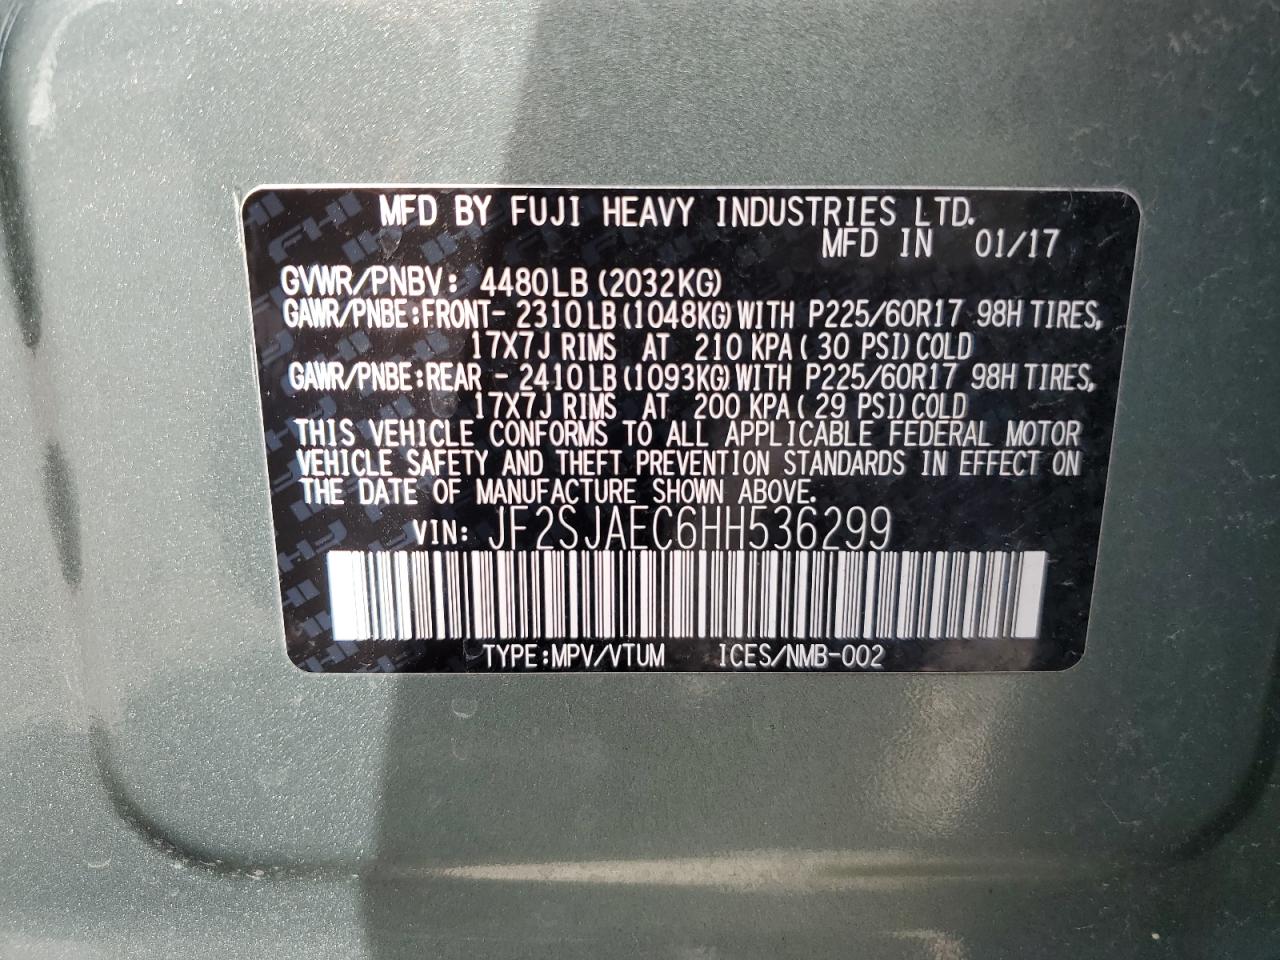 MFD BY FUJI HEAVY INDUSTRIES LTD.
MFD IN 01/17
GVWR/PNBV: 4480LB (2032KG)
GAWR/PNBE:FRONT- 2310LB (1048KG) WITH P225/60R17 98H TIRES,
17X7J RIMS AT 210 KPA ( 30 PSI) COLD
GAWR/PNBE:REAR - 2410LB (1093KG) WITH P225/60R17 98H TIRES,
17X7J RIMS AT 200 KPA ( 29 PSI) COLD
THIS VEHICLE CONFORMS TO ALL APPLICABLE FEDERAL MOTOR
VEHICLE SAFETY AND THEFT PREVENTION STANDARDS IN EFFECT ON
THE DATE OF MANUFACTURE SHOWN ABOVE.
VIN: JF2SJAEC6HH536299
TYPE:MPV/VTUM ICES/NMB-002